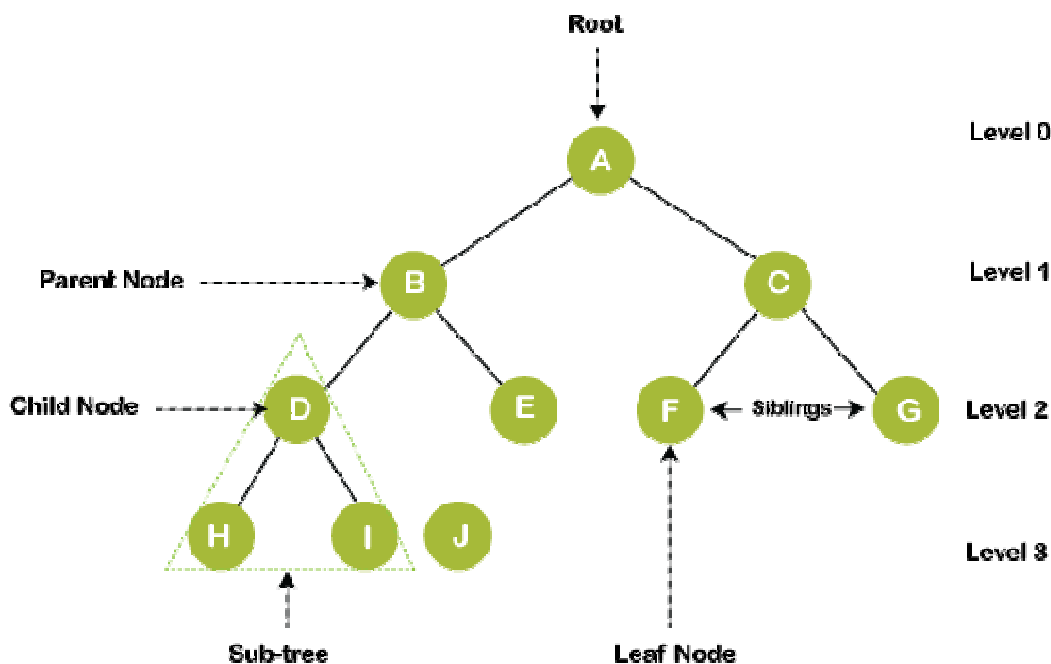 Root
Level 0
A
Parent Node
B
C
Level 1
Child Node
D
E
F
Siblings
G
Level 2
H
I
J
Level 3
Sub-tree
Leaf Node